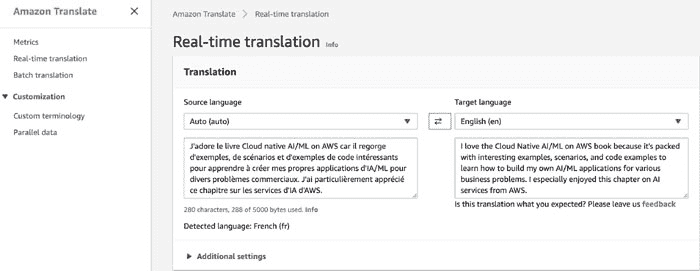 Amazon Translate
×
Metrics
Real-time translation
Batch translation
Customization
Custom terminology
Parallel data
Amazon Translate > Real-time translation
Real-time translation Info
Translation
Source language
Auto (auto)
J'adore le livre Cloud native AI/ML on AWS car il regorge
d'exemples, de scénarios et d'exemples de code intéressants
pour apprendre à créer mes propres applications d'IA/ML pour
divers problèmes commerciaux. J'ai particulièrement apprécié
ce chapitre sur les services d'IA d'AWS.
280 characters, 288 of 5000 bytes used. Info
Detected language: French (fr)
Target language
English (en)
I love the Cloud Native AI/ML on AWS book because it's packed
with interesting examples, scenarios, and code examples to
learn how to build my own AI/ML applications for various
business problems. I especially enjoyed this chapter on AI
services from AWS.
Is this translation what you expected? Please leave us feedback
Additional settings